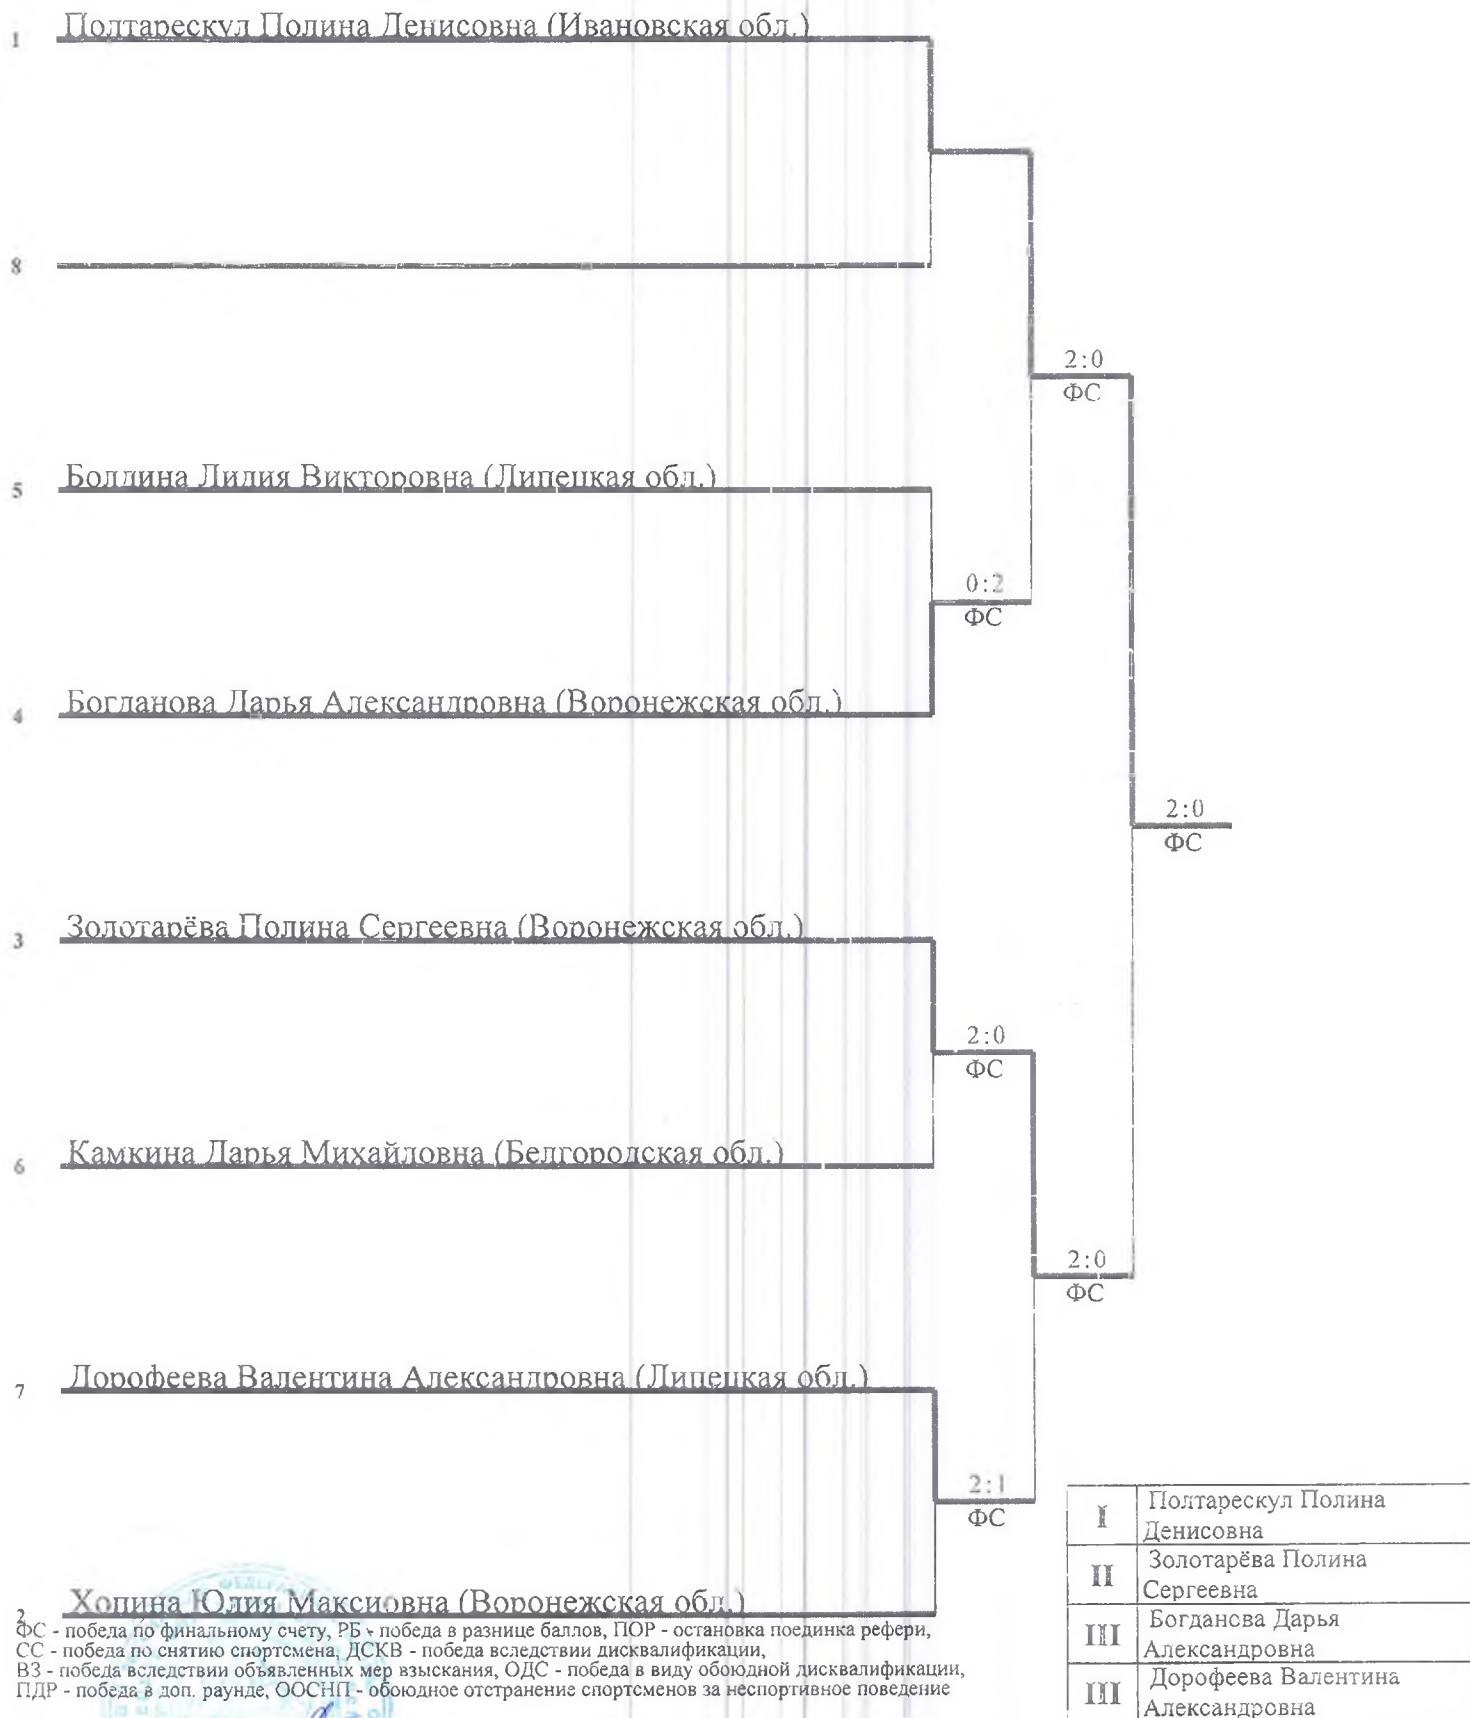 1 Полтарескул Полина Денисовна (Ивановская обл.)
8
2:0
ФС
5 Болдина Лилия Викторовна (Липецкая обл.)
0:2
ФС
4 Богданова Дарья Александровна (Воронежская обл.)
2:0
ФС
3 Золотарёва Полина Сергеевна (Воронежская обл.)
2:0
ФС
6 Камкина Дарья Михайловна (Белгородская обл.)
2:0
ФС
7 Дорофеева Валентина Александровна (Липецкая обл.)
2:1
ФС
2 Хопина Юлия Максиовна (Воронежская обл.)
ФС - победа по финальному счету, РБ - победа в разнице баллов, ПОР - остановка поединка рефери,
СС - победа по снятию спортсмена, ДСКВ - победа вследствии дисквалификации,
ВЗ - победа вследствии объявленных мер взыскания, ОДС - победа в виду обоюдной дисквалификации,
ПДР - победа в доп. раунде, ООСНП - обоюдное отстранение спортсменов за неспортивное поведение
I Полтарескул Полина
Денисовна
II Золотарёва Полина
Сергеевна
III Богданова Дарья
Александровна
III Дорофеева Валентина
Александровна